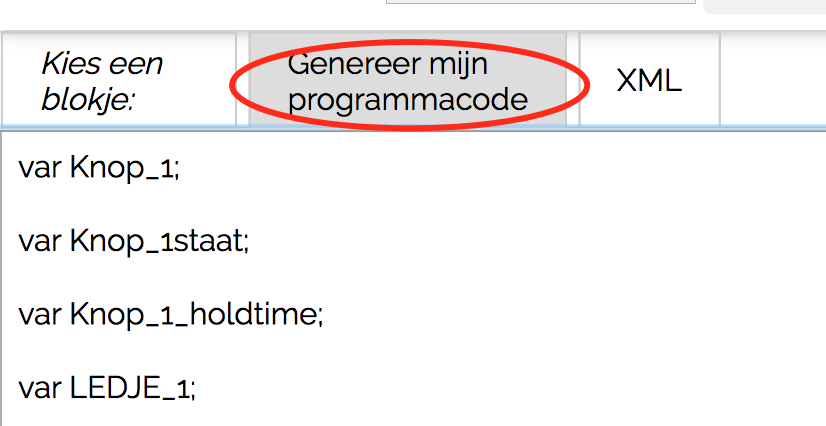 Kies een
blokje:
Genereer mijn
programmacode
XML
var Knop_1;
var Knop_1staat;
var Knop_1_holdtime;
var LEDJE_1;